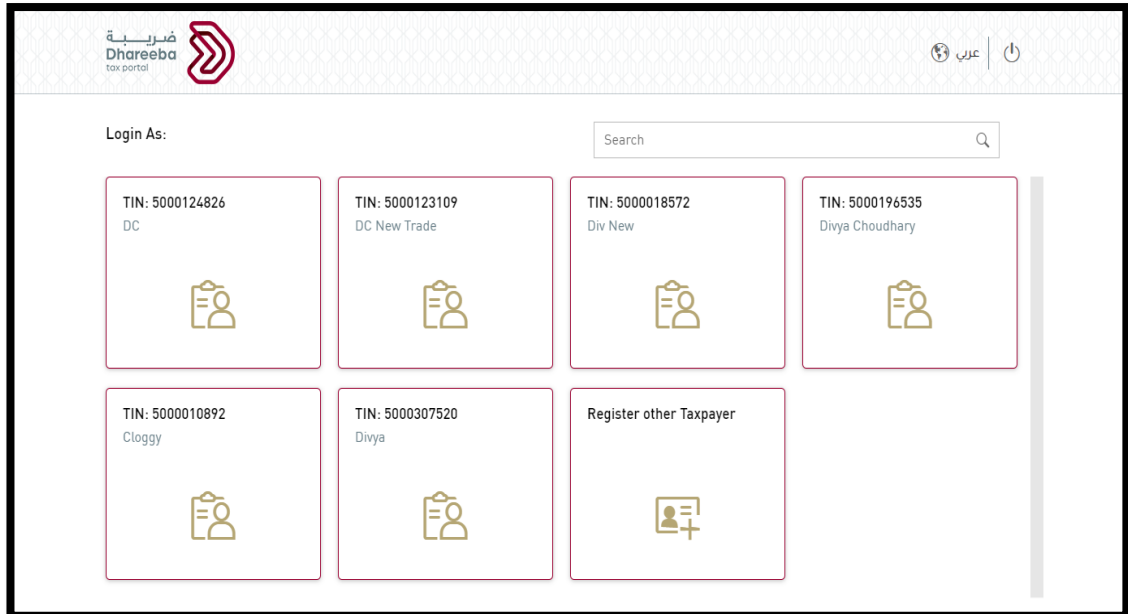 ضريبة
Dhareeba
tax portal
عربي
Login As:
Search
TIN: 5000124826
DC
TIN: 5000123109
DC New Trade
TIN: 5000018572
Div New
TIN: 5000196535
Divya Choudhary
TIN: 5000010892
Cloggy
TIN: 5000307520
Divya
Register other Taxpayer